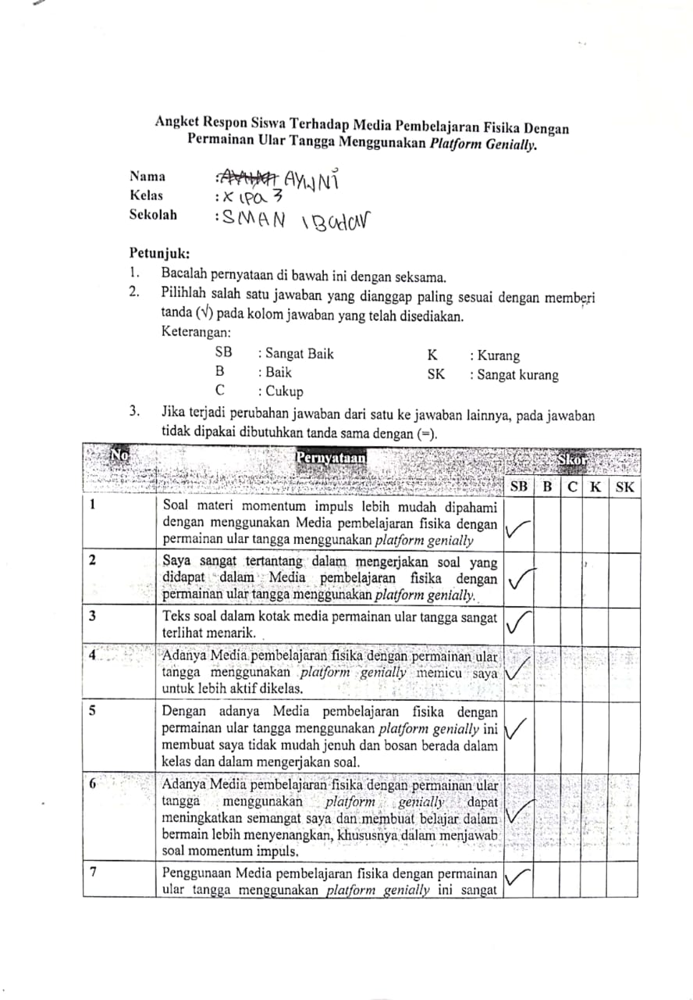 Angket Respon Siswa Terhadap Media Pembelajaran Fisika Dengan
Permainan Ular Tangga Menggunakan Platform Genially.
Nama : AYUNI
Kelas : X IPA 3
Sekolah : SMAN 1 Badar
Petunjuk:
1. Bacalah pernyataan di bawah ini dengan seksama.
2. Pilihlah salah satu jawaban yang dianggap paling sesuai dengan memberi
tanda (√) pada kolom jawaban yang telah disediakan.
Keterangan:
SB : Sangat Baik K : Kurang
B : Baik SK : Sangat kurang
C : Cukup
3. Jika terjadi perubahan jawaban dari satu ke jawaban lainnya, pada jawaban
tidak dipakai dibutuhkan tanda sama dengan (=).
No Pernyataan Skor
SB B C K SK
1 Soal materi momentum impuls lebih mudah dipahami
dengan menggunakan Media pembelajaran fisika dengan ✓
permainan ular tangga menggunakan platform genially
2 Saya sangat tertantang dalam mengerjakan soal yang
didapat dalam Media pembelajaran fisika dengan ✓
permainan ular tangga menggunakan platform genially.
3 Teks soal dalam kotak media permainan ular tangga sangat ✓
terlihat menarik.
4 Adanya Media pembelajaran fisika dengan permainan ular
tangga menggunakan platform genially memicu saya ✓
untuk lebih aktif dikelas.
5 Dengan adanya Media pembelajaran fisika dengan
permainan ular tangga menggunakan platform genially ini ✓
membuat saya tidak mudah jenuh dan bosan berada dalam
kelas dan dalam mengerjakan soal.
6 Adanya Media pembelajaran fisika dengan permainan ular
tangga menggunakan platform genially dapat
meningkatkan semangat saya dan membuat belajar dalam ✓
bermain lebih menyenangkan, khususnya dalam menjawab
soal momentum impuls.
7 Penggunaan Media pembelajaran fisika dengan permainan ✓
ular tangga menggunakan platform genially ini sangat